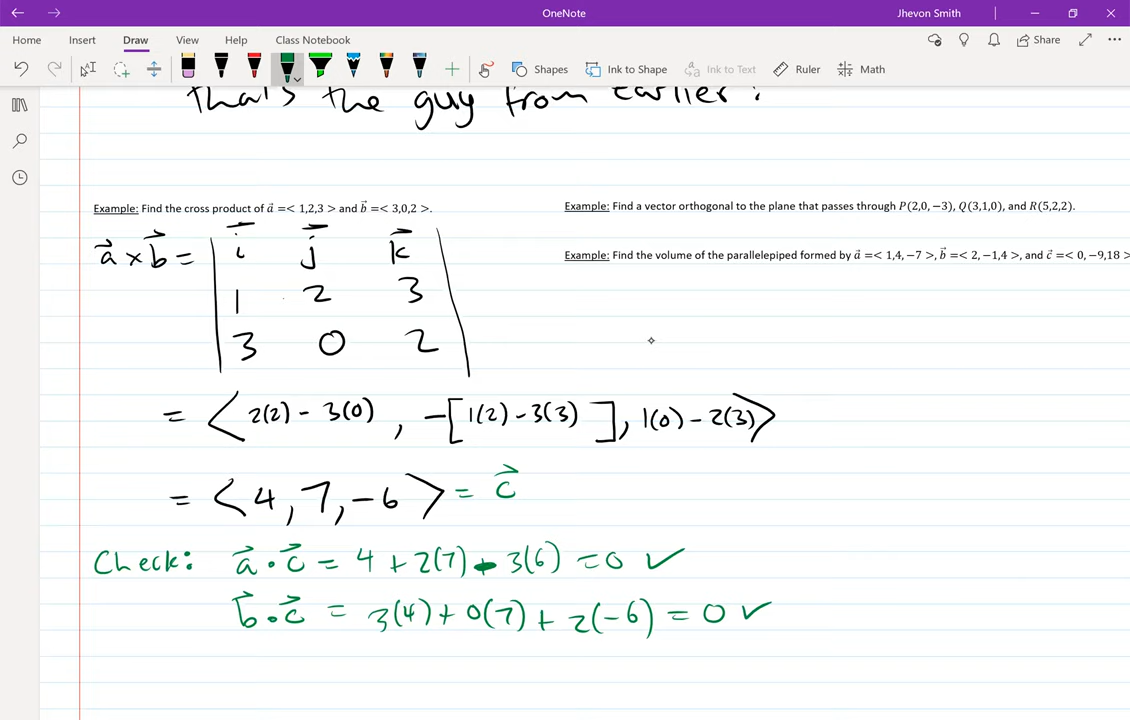 OneNote
Jhevon Smith
Home Insert Draw View Help Class Notebook
Share
Shapes Ink to Shape Ink to Text Ruler Math
that's the guy from earlier!
Example: Find the cross product of a⃗ =< 1,2,3 > and b⃗ =< 3,0,2 >.
a⃗ × b⃗ = | i⃗ j⃗ k⃗ |
1 2 3
3 0 2
= ⟨ 2(2) - 3(0) , -[ 1(2) - 3(3) ], 1(0) - 2(3) ⟩
= ⟨ 4, 7, -6 ⟩ = c⃗
Check: a⃗ · c⃗ = 4 + 2(7) - 3(6) = 0 ✓
b⃗ · c⃗ = 3(4) + 0(7) + 2(-6) = 0 ✓
Example: Find a vector orthogonal to the plane that passes through P(2,0,−3), Q(3,1,0), and R(5,2,2).
Example: Find the volume of the parallelepiped formed by a⃗ =< 1,4,−7 >, b⃗ =< 2,−1,4 >, and c⃗ =< 0,−9,18 >